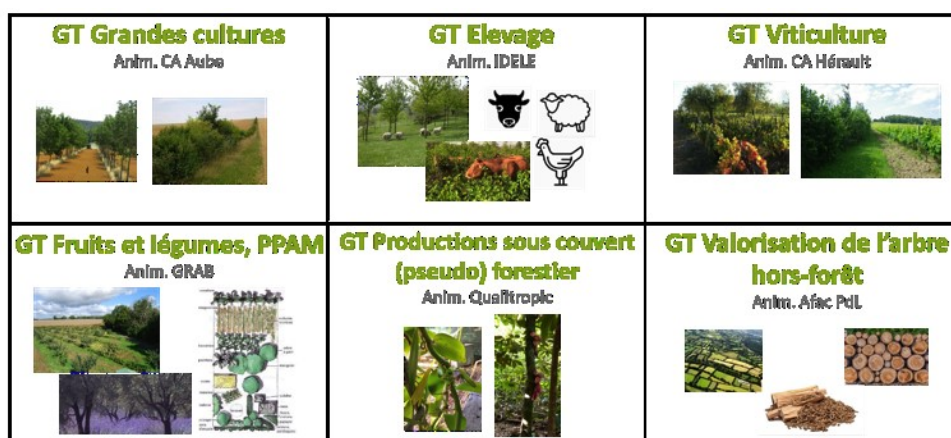 GT Grandes cultures
Anim. CA Aube
GT Elevage
Anim. IDELE
GT Viticulture
Anim. CA Hérault
GT Fruits et légumes, PPAM
Anim. GRAB
GT Productions sous couvert
(pseudo) forestier
Anim. Qualitropic
GT Valorisation de l'arbre
hors-forêt
Anim. Afac PdL